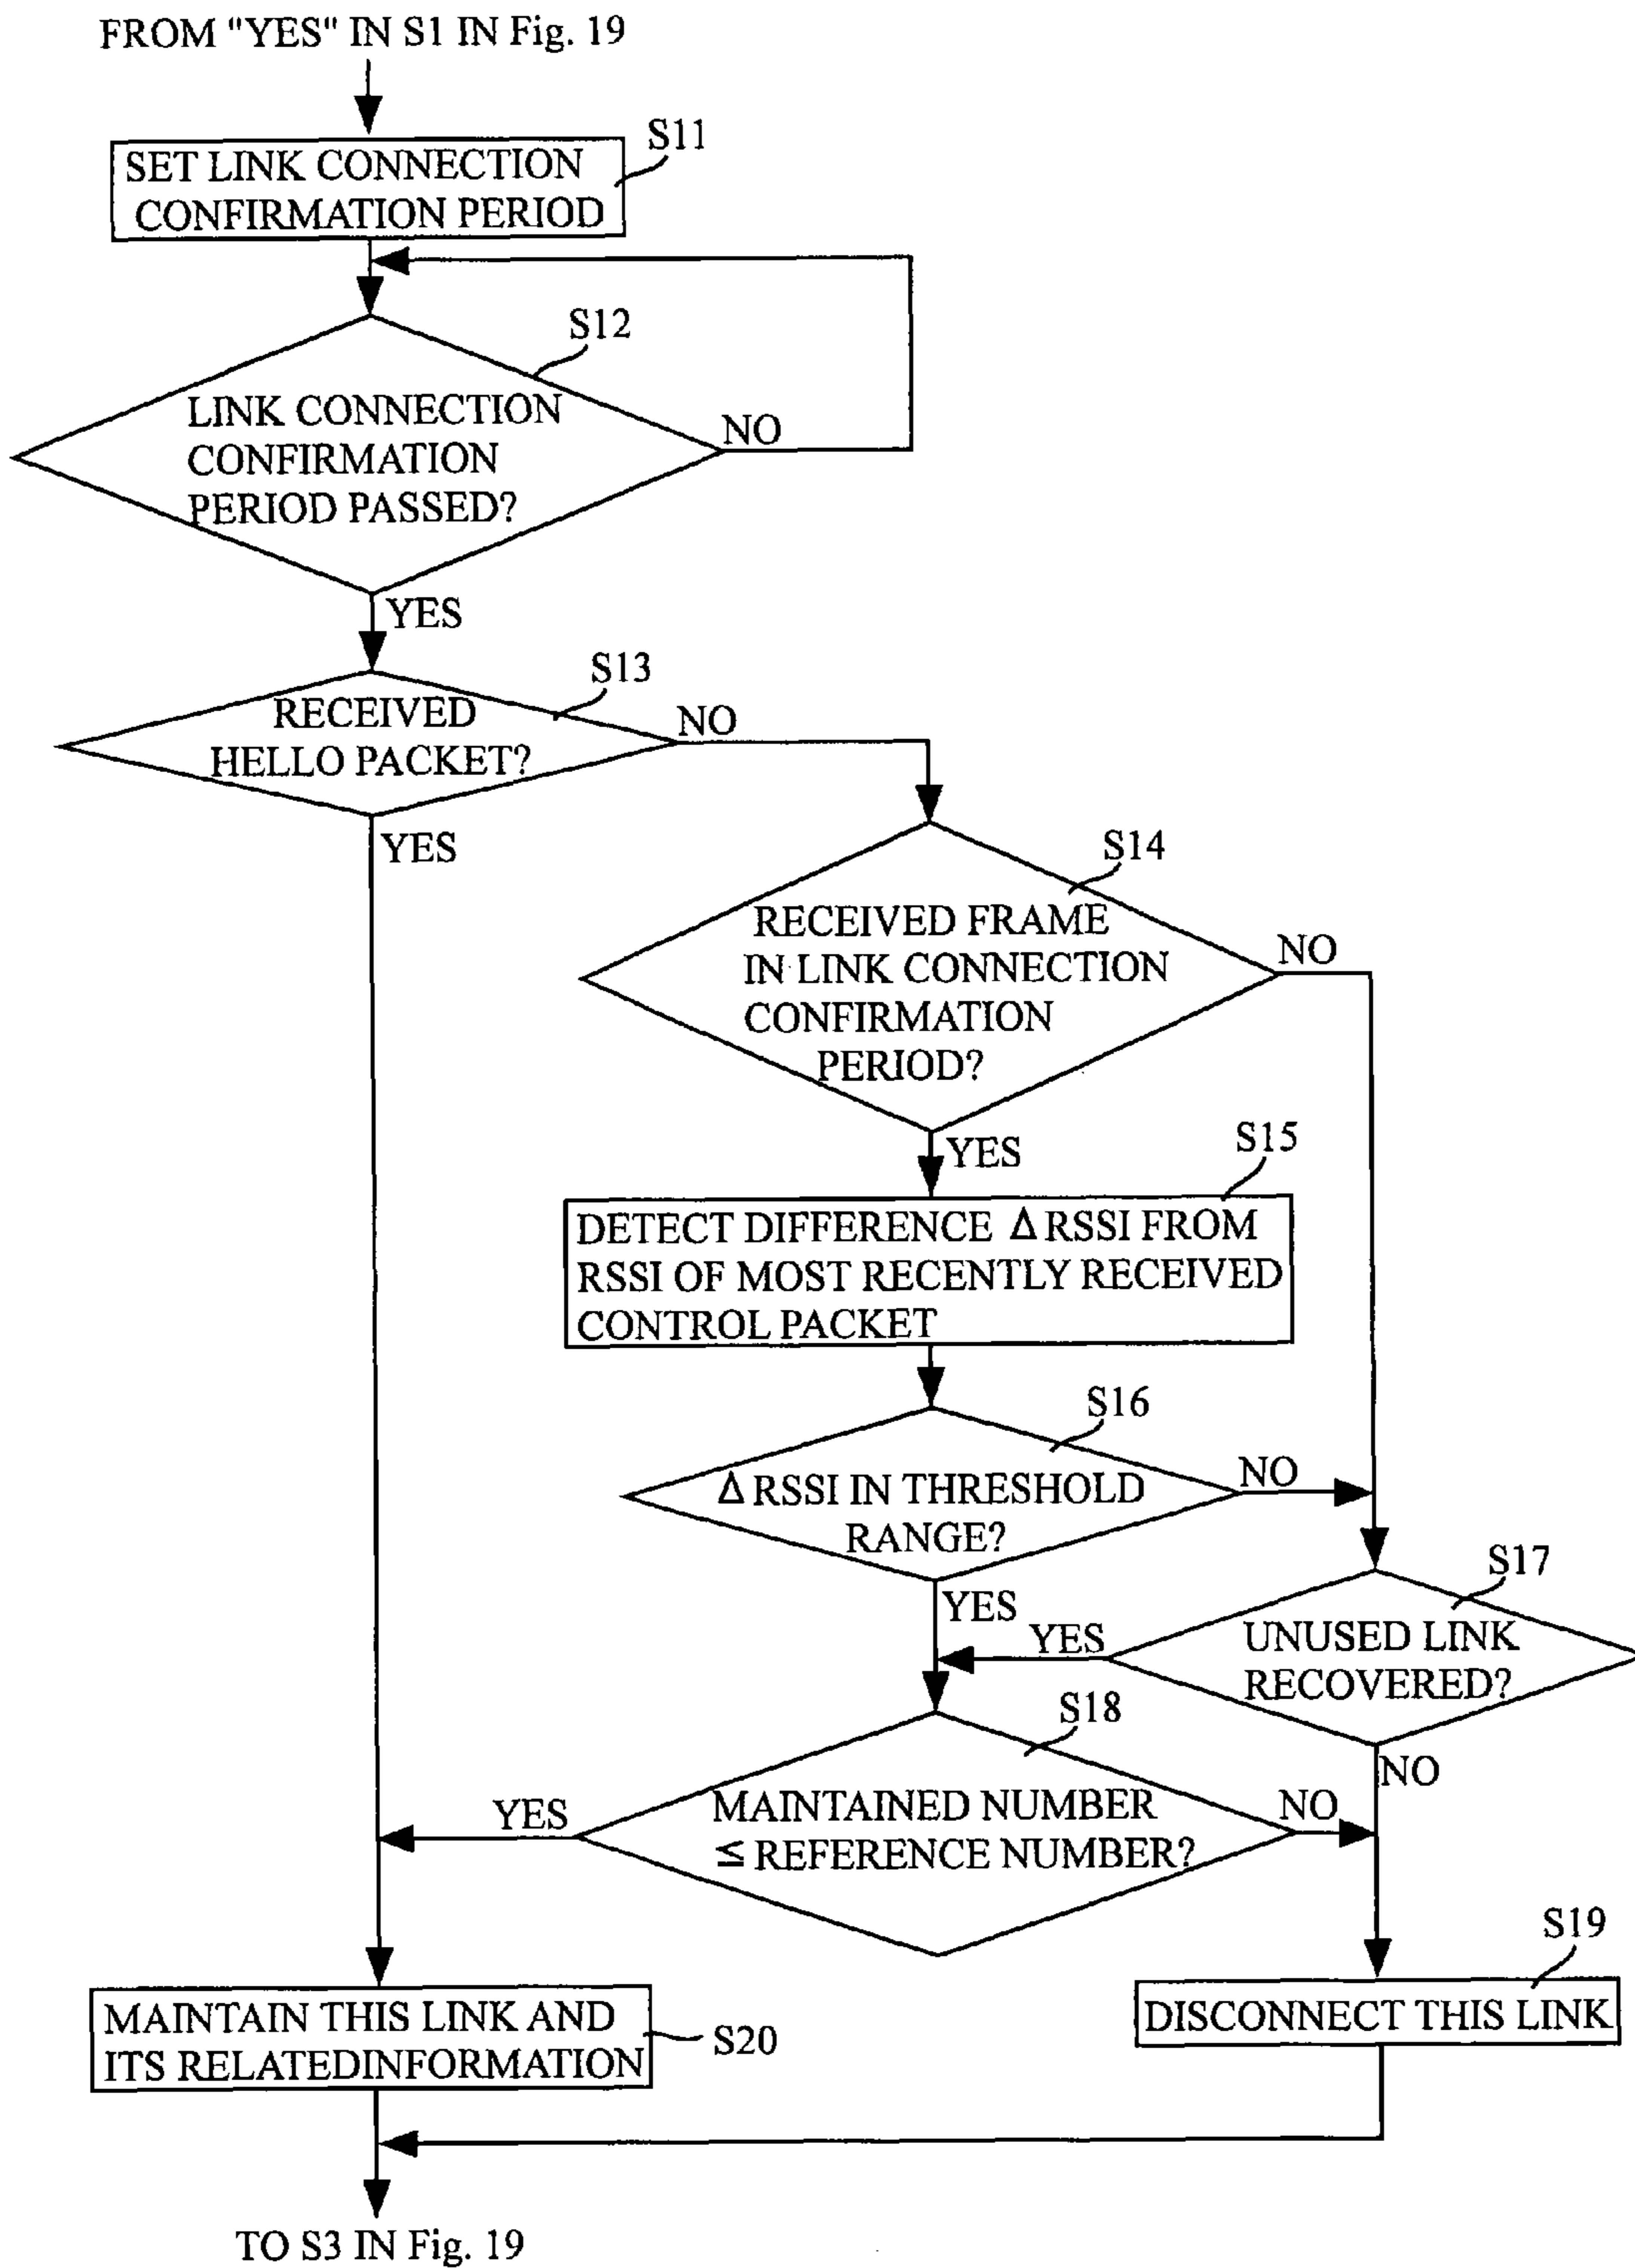 FROM "YES" IN S1 IN Fig. 19
S11
SET LINK CONNECTION
CONFIRMATION PERIOD
S12
LINK CONNECTION
CONFIRMATION
PERIOD PASSED?
NO
YES
S13
RECEIVED
HELLO PACKET?
NO
YES
S14
RECEIVED FRAME
IN LINK CONNECTION
CONFIRMATION
PERIOD?
NO
YES
S15
DETECT DIFFERENCE Δ RSSI FROM
RSSI OF MOST RECENTLY RECEIVED
CONTROL PACKET
S16
Δ RSSI IN THRESHOLD
RANGE?
NO
YES
S17
UNUSED LINK
RECOVERED?
YES
NO
S18
MAINTAINED NUMBER
≦ REFERENCE NUMBER?
YES
NO
S19
DISCONNECT THIS LINK
MAINTAIN THIS LINK AND
ITS RELATEDINFORMATION
S20
TO S3 IN Fig. 19